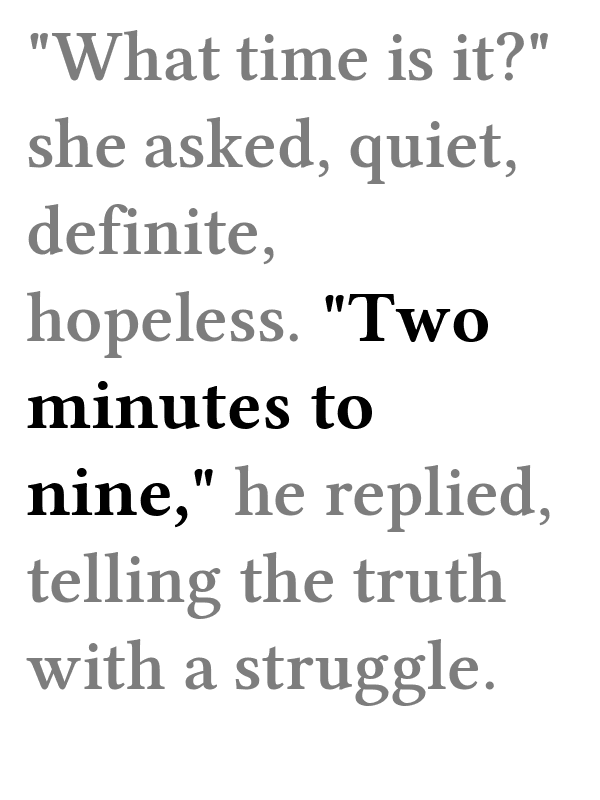 "What time is it?"
she asked, quiet,
definite,
hopeless. "Two
minutes to
nine," he replied,
telling the truth
with a struggle.